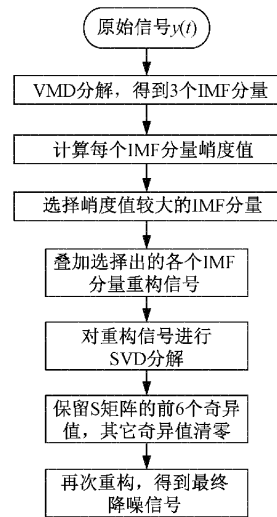 原始信号y(t)
VMD分解，得到3个IMF分量
计算每个IMF分量峭度值
选择峭度值较大的IMF分量
叠加选择出的各个IMF
分量重构信号
对重构信号进行
SVD分解
保留S矩阵的前6个奇异
值，其它奇异值清零
再次重构，得到最终
降噪信号